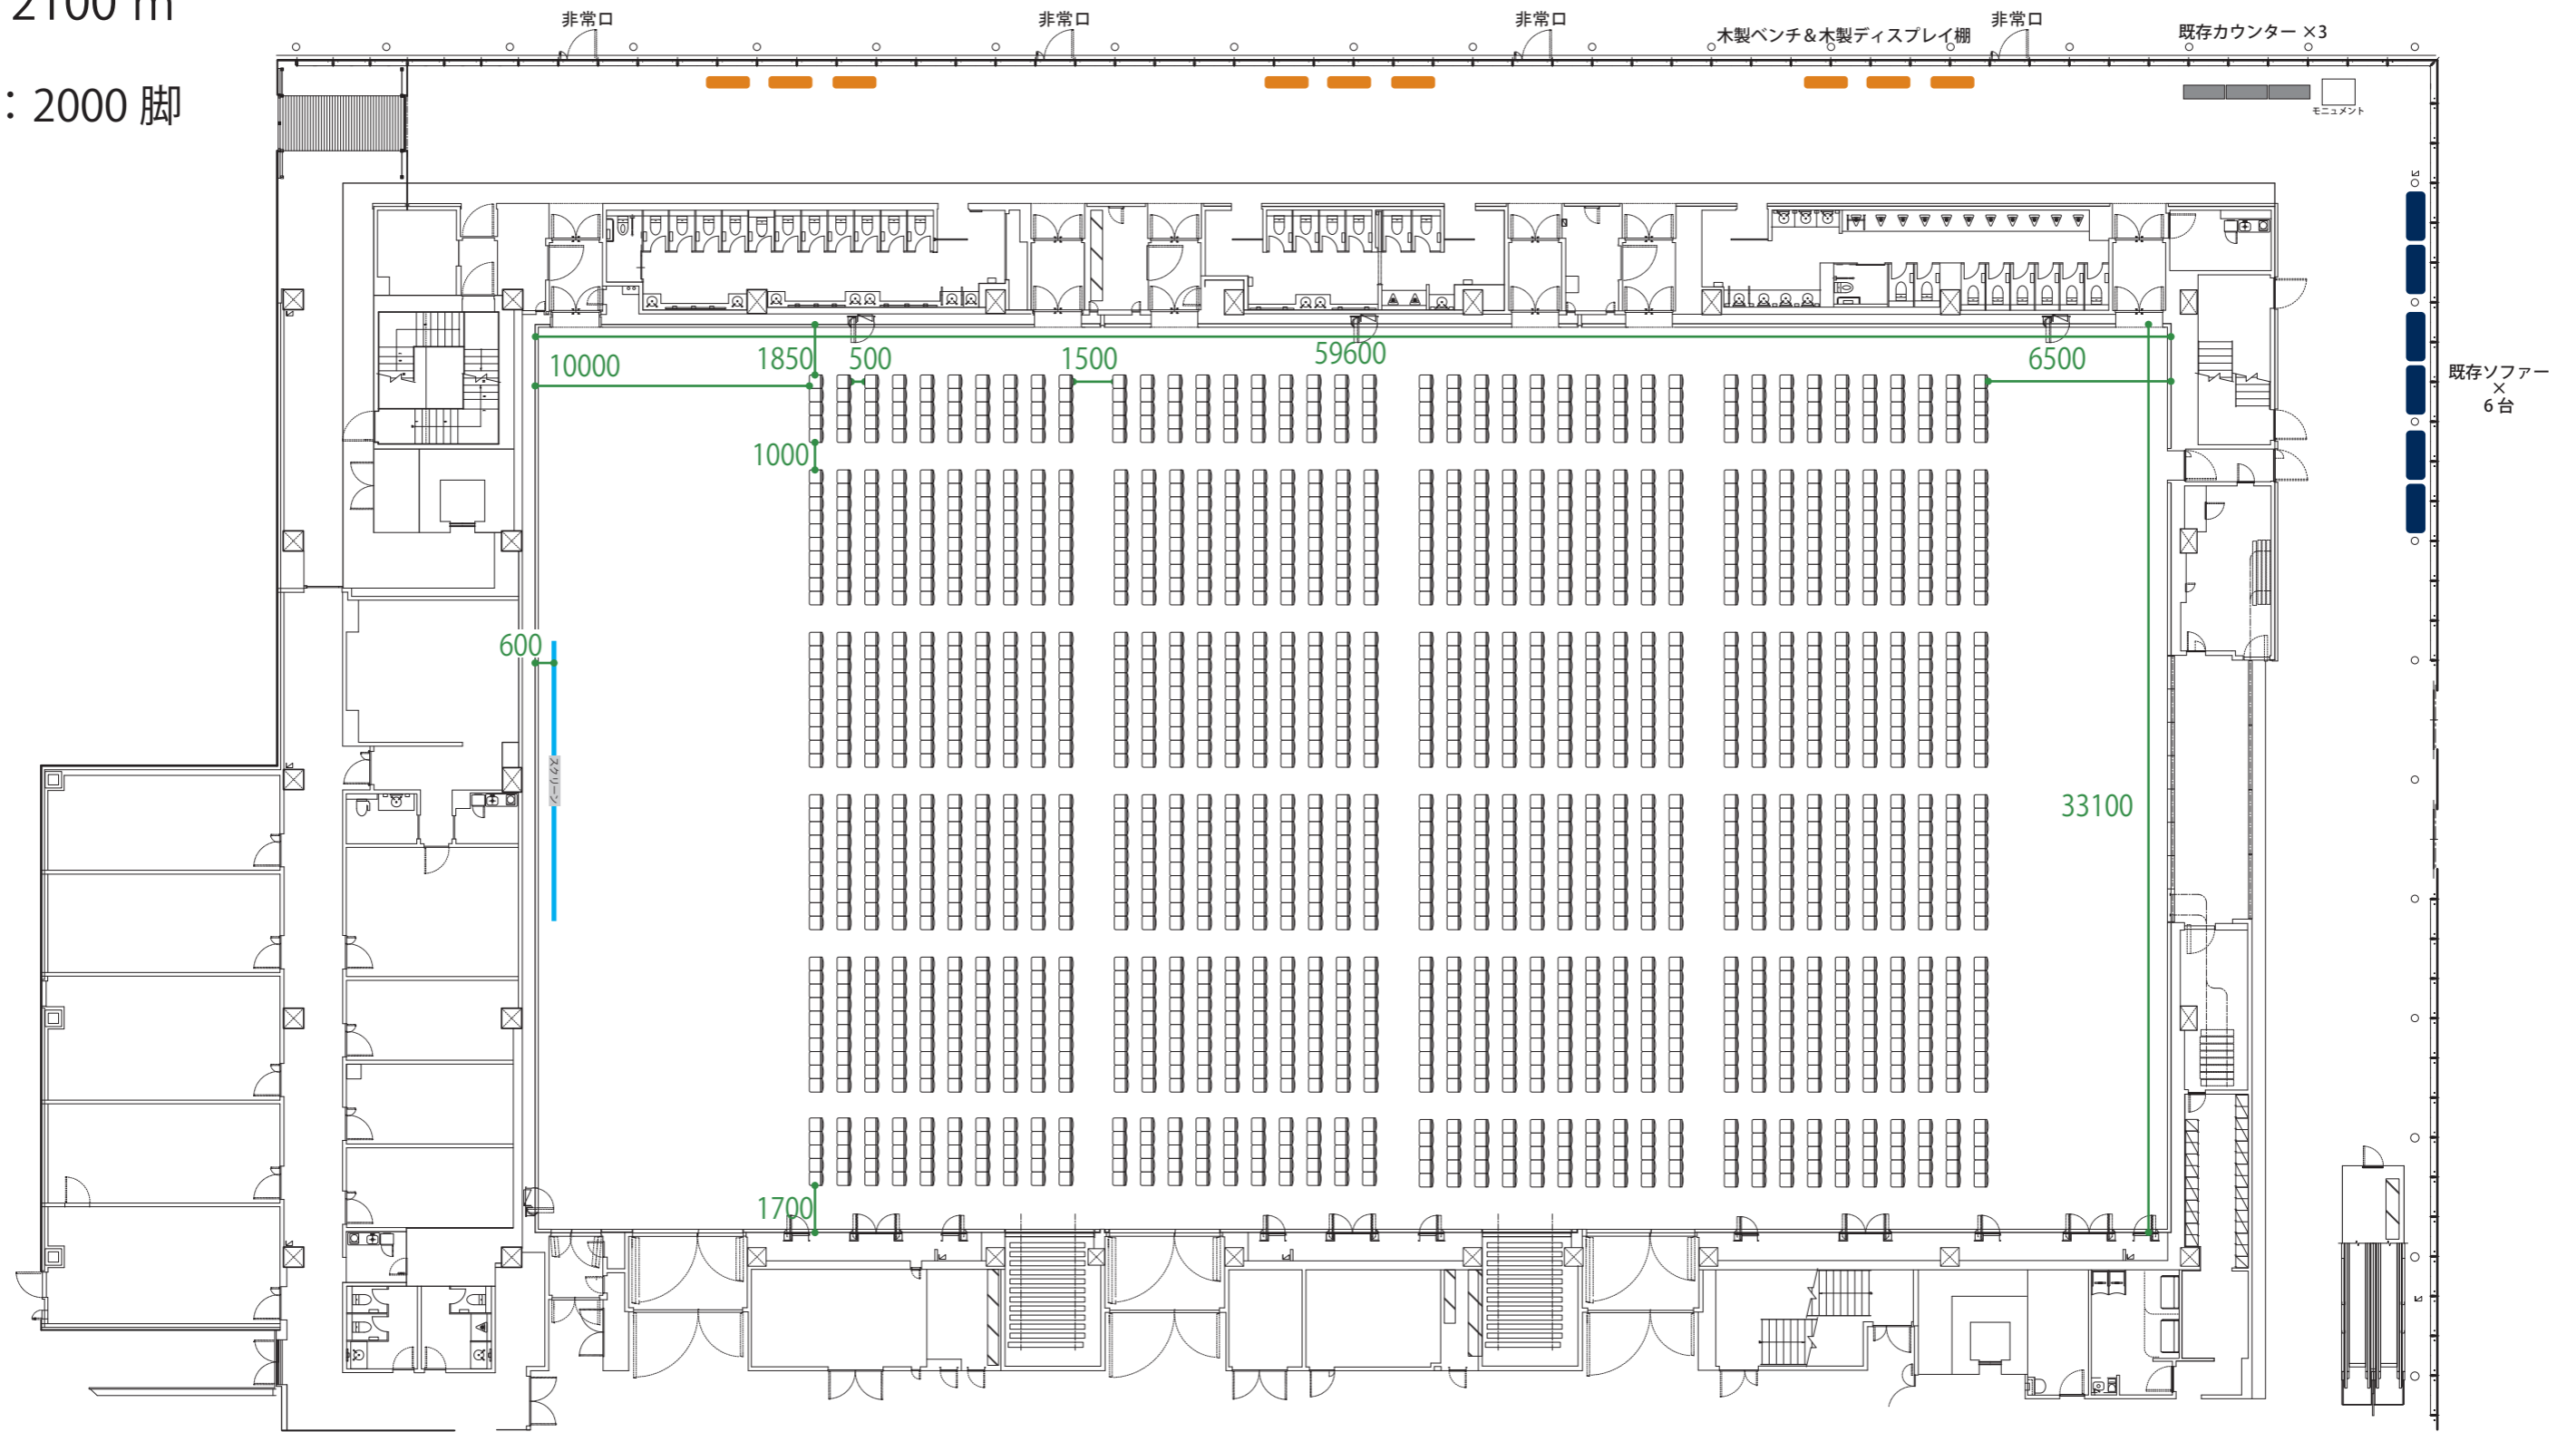 2100 m
：2000 脚
非常口
非常口
非常口
非常口
木製ベンチ＆木製ディスプレイ棚
既存カウンター ×3
モニュメント
既存ソファー
×
6 台
10000
1850
500
1500
59600
6500
1000
600
スクリーン
33100
1700